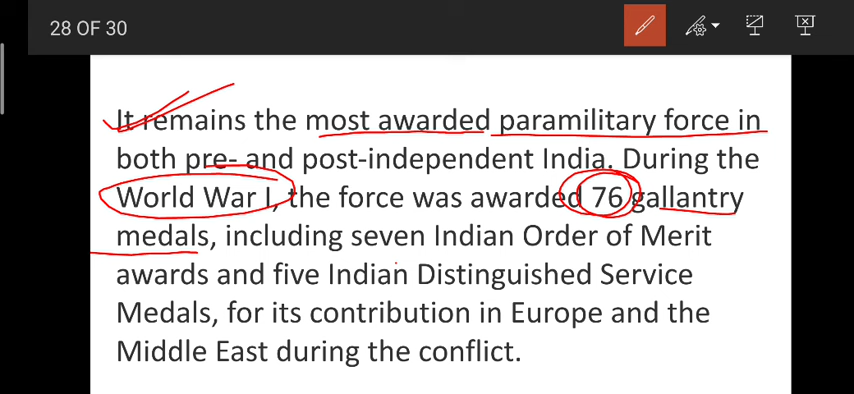 28 OF 30
It remains the most awarded paramilitary force in
both pre- and post-independent India. During the
World War I, the force was awarded 76 gallantry
medals, including seven Indian Order of Merit
awards and five Indian Distinguished Service
Medals, for its contribution in Europe and the
Middle East during the conflict.